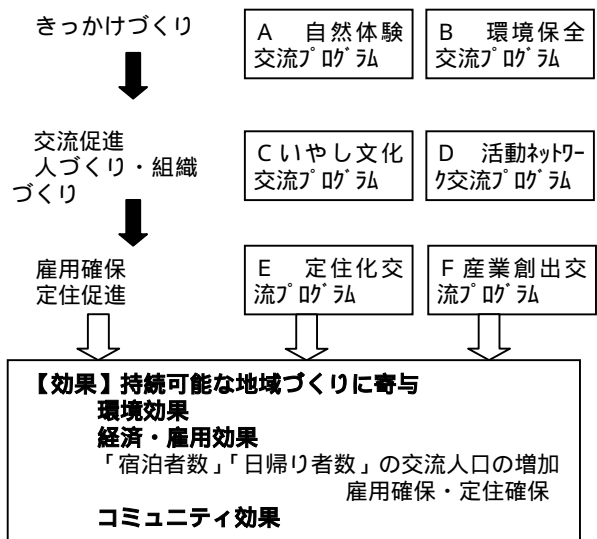 きっかけづくり
A　自然体験
交流ﾌﾟﾛｸﾞﾗﾑ
B　環境保全
交流ﾌﾟﾛｸﾞﾗﾑ
交流促進
人づくり・組織
づくり
Cいやし文化
交流ﾌﾟﾛｸﾞﾗﾑ
D　活動ﾈｯﾄﾜｰ
ｸ交流ﾌﾟﾛｸﾞﾗﾑ
雇用確保
定住促進
E　定住化交
流ﾌﾟﾛｸﾞﾗﾑ
F産業創出交
流ﾌﾟﾛｸﾞﾗﾑ
【効果】持続可能な地域づくりに寄与
環境効果
経済・雇用効果
「宿泊者数」「日帰り者数」の交流人口の増加
雇用確保・定住確保
コミュニティ効果